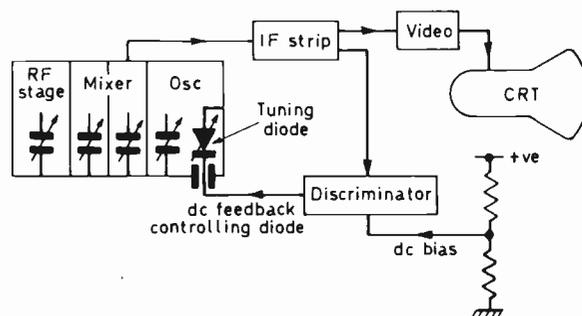 IF strip
Video
RF
stage
Mixer
Osc
CRT
Tuning
diode
+ve
Discriminator
dc feedback
controlling diode
dc bias